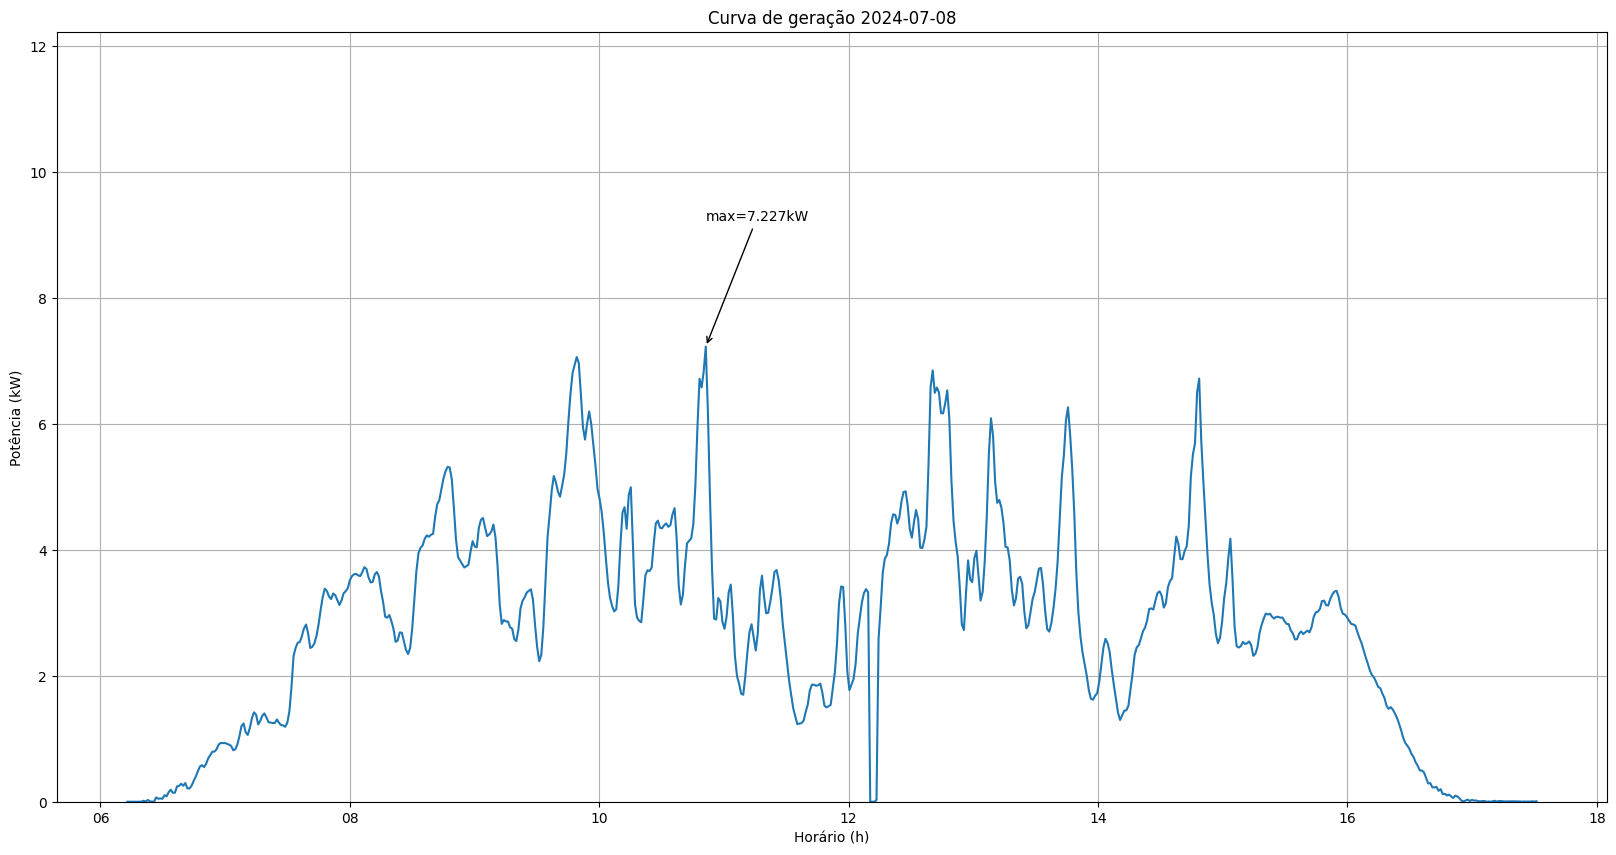 Curva de geração 2024-07-08
12
10
8
6
4
2
0
Potência (kW)
max=7.227kW
06 08 10 12 14 16 18
Horário (h)